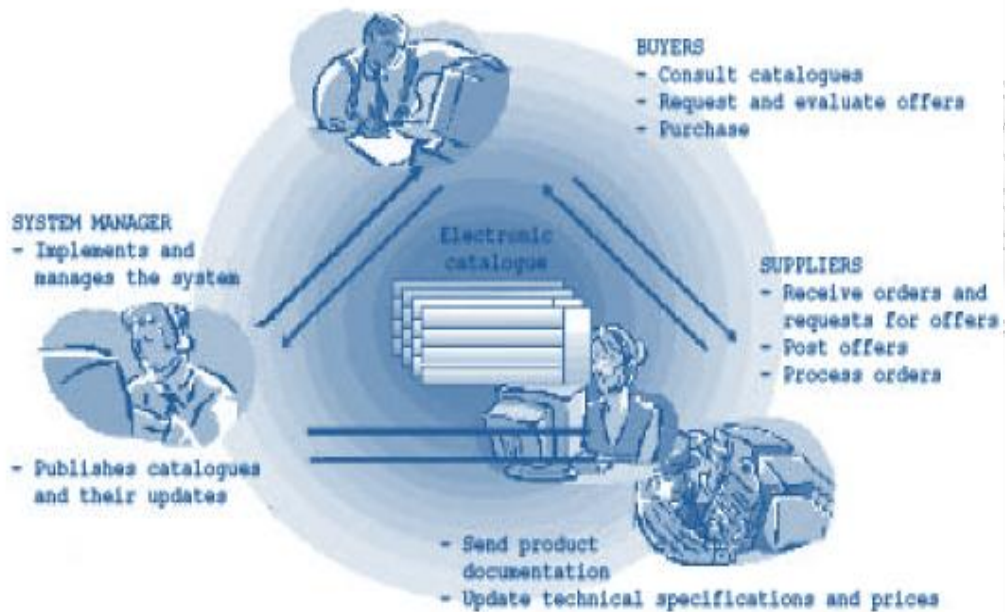 BUYERS
- Consult catalogues
- Request and evaluate offers
- Purchase
SYSTEM MANAGER
- Implements and
manages the system
Electronic
catalogue
SUPPLIERS
- Receive orders and
requests for offers
- Post offers
- Process orders
- Publishes catalogues
and their updates
- Send product
documentation
- Update technical specifications and prices